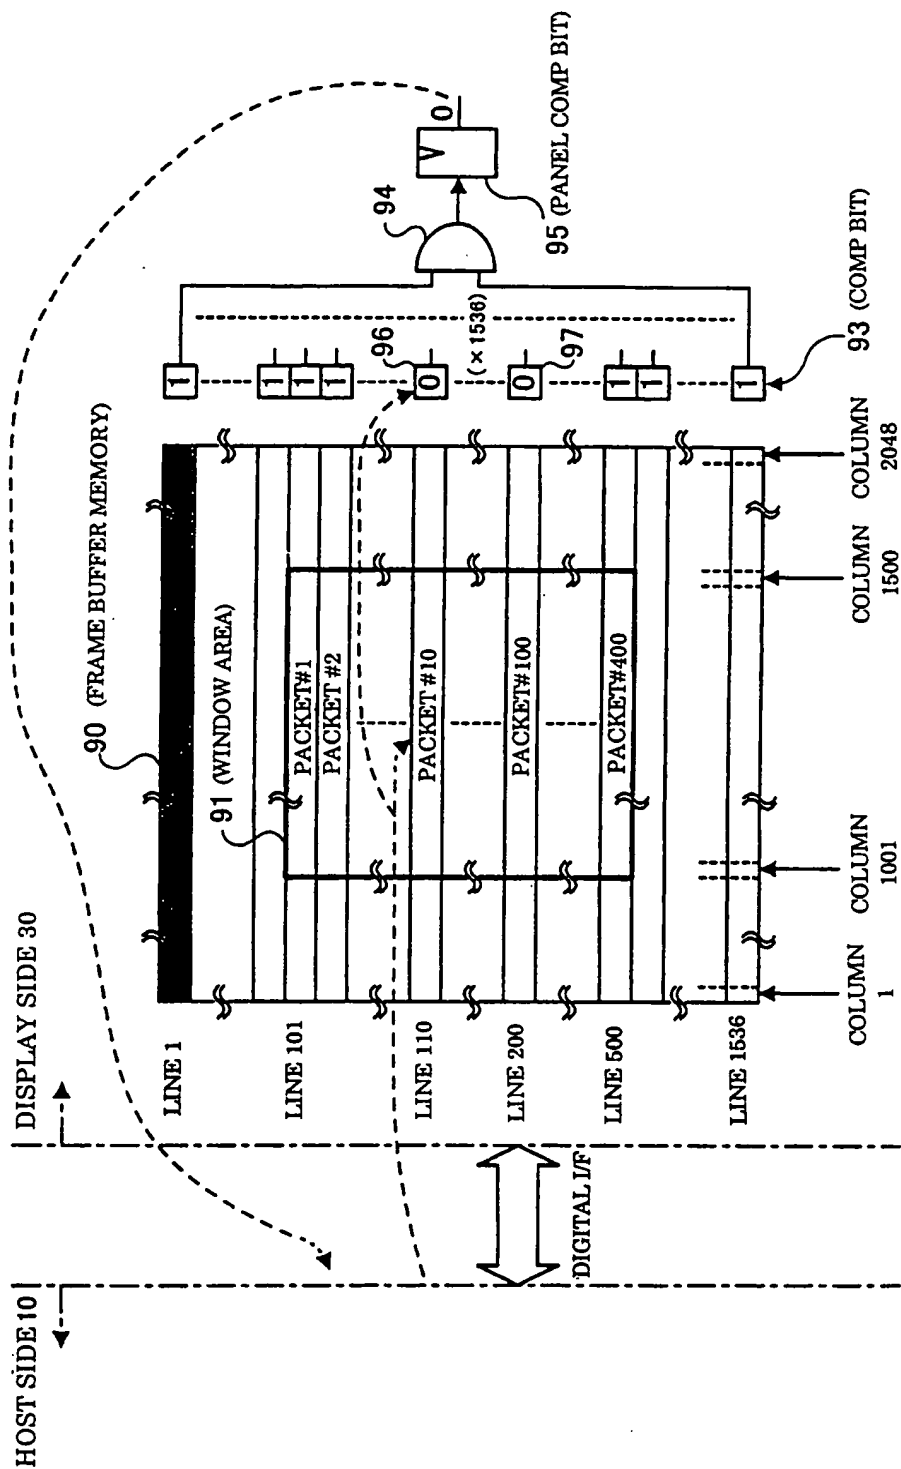 HOST SIDE 10
DISPLAY SIDE 30
90 (FRAME BUFFER MEMORY)
91 (WINDOW AREA)
LINE 1
LINE 101
LINE 110
LINE 200
LINE 500
LINE 1536
PACKET#1
PACKET #2
PACKET #10
PACKET#100
PACKET#400
1
1
1
1
0
0
1
1
1
96
97
(×1536)
94
V
0
95 (PANEL COMP BIT)
93 (COMP BIT)
DIGITAL I/F
COLUMN
1
COLUMN
1001
COLUMN
1500
COLUMN
2048